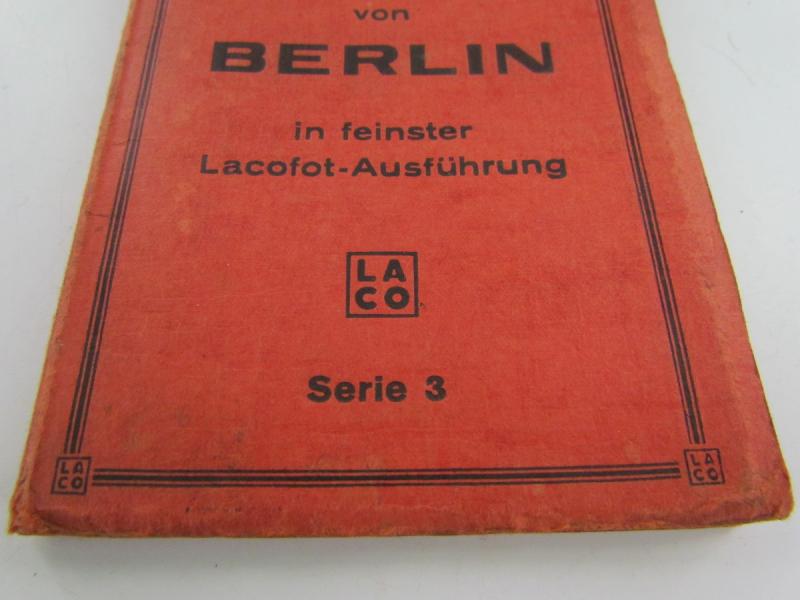 von
BERLIN
in feinster
Lacofot-Ausführung
LA
CO
Serie 3
LA
CO
LA
CO